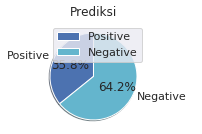 Prediksi
Positive
Negative
Positive
35.8%
64.2%
Negative